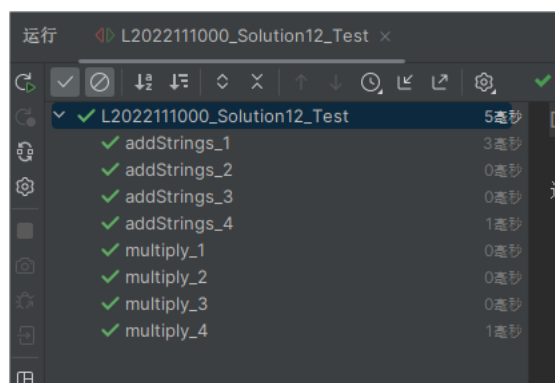 运行
L2022111000_Solution12_Test
L2022111000_Solution12_Test 5毫秒
addStrings_1 3毫秒
addStrings_2 0毫秒
addStrings_3 0毫秒
addStrings_4 1毫秒
multiply_1 0毫秒
multiply_2 0毫秒
multiply_3 0毫秒
multiply_4 1毫秒